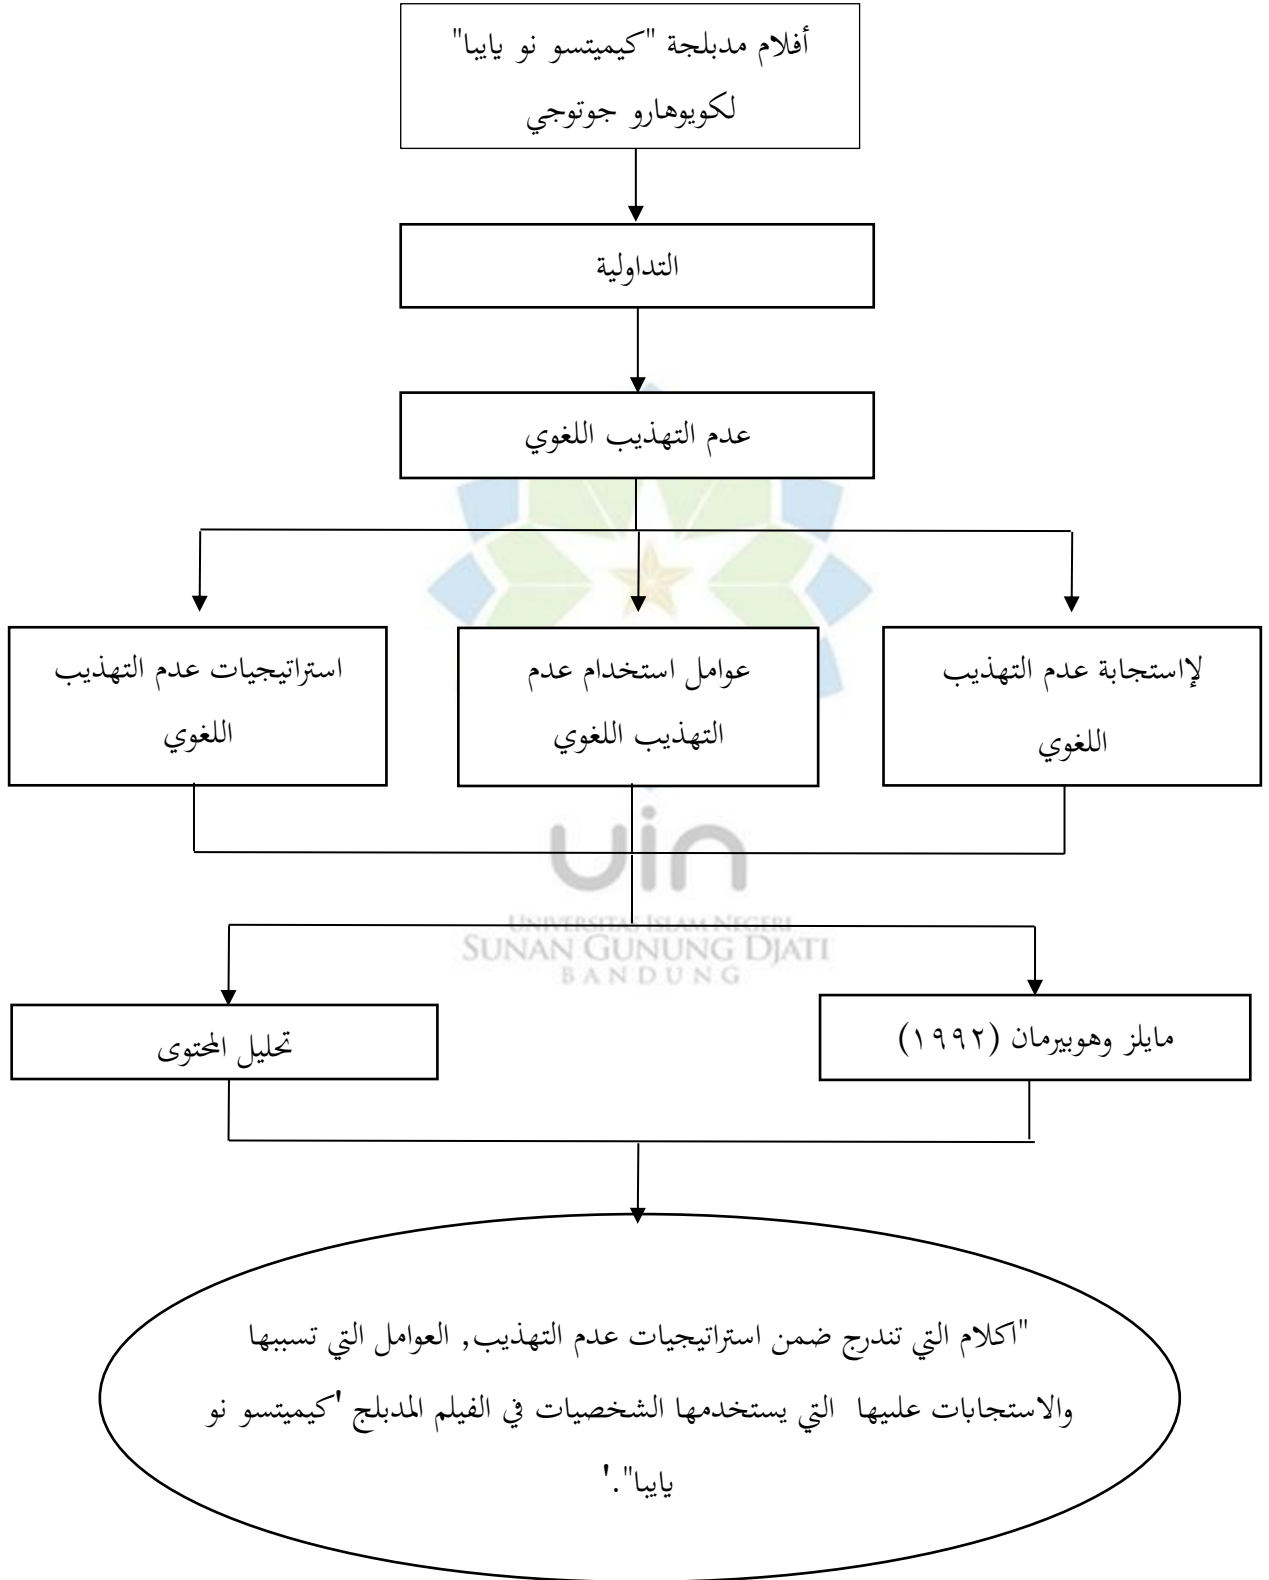 أفلام مدبلجة "كيميتسو نو يايبا"
لكويوهارو جوتوجي
التداولية
عدم التهذيب اللغوي
لإاستجابة عدم التهذيب
اللغوي
عوامل استخدام عدم
التهذيب اللغوي
استراتيجيات عدم التهذيب
اللغوي
uin
UNIVERSITAS ISLAM NEGERI
SUNAN GUNUNG DJATI
BANDUNG
مايلز وهوبيرمان (١٩٩٢)
تحليل المحتوى
"اكلام التي تندرج ضمن استراتيجيات عدم التهذيب, العوامل التي تسببها
والاستجابات عليها التي يستخدمها الشخصيات في الفيلم المدبلج 'كيميتسو نو
يايبا".'